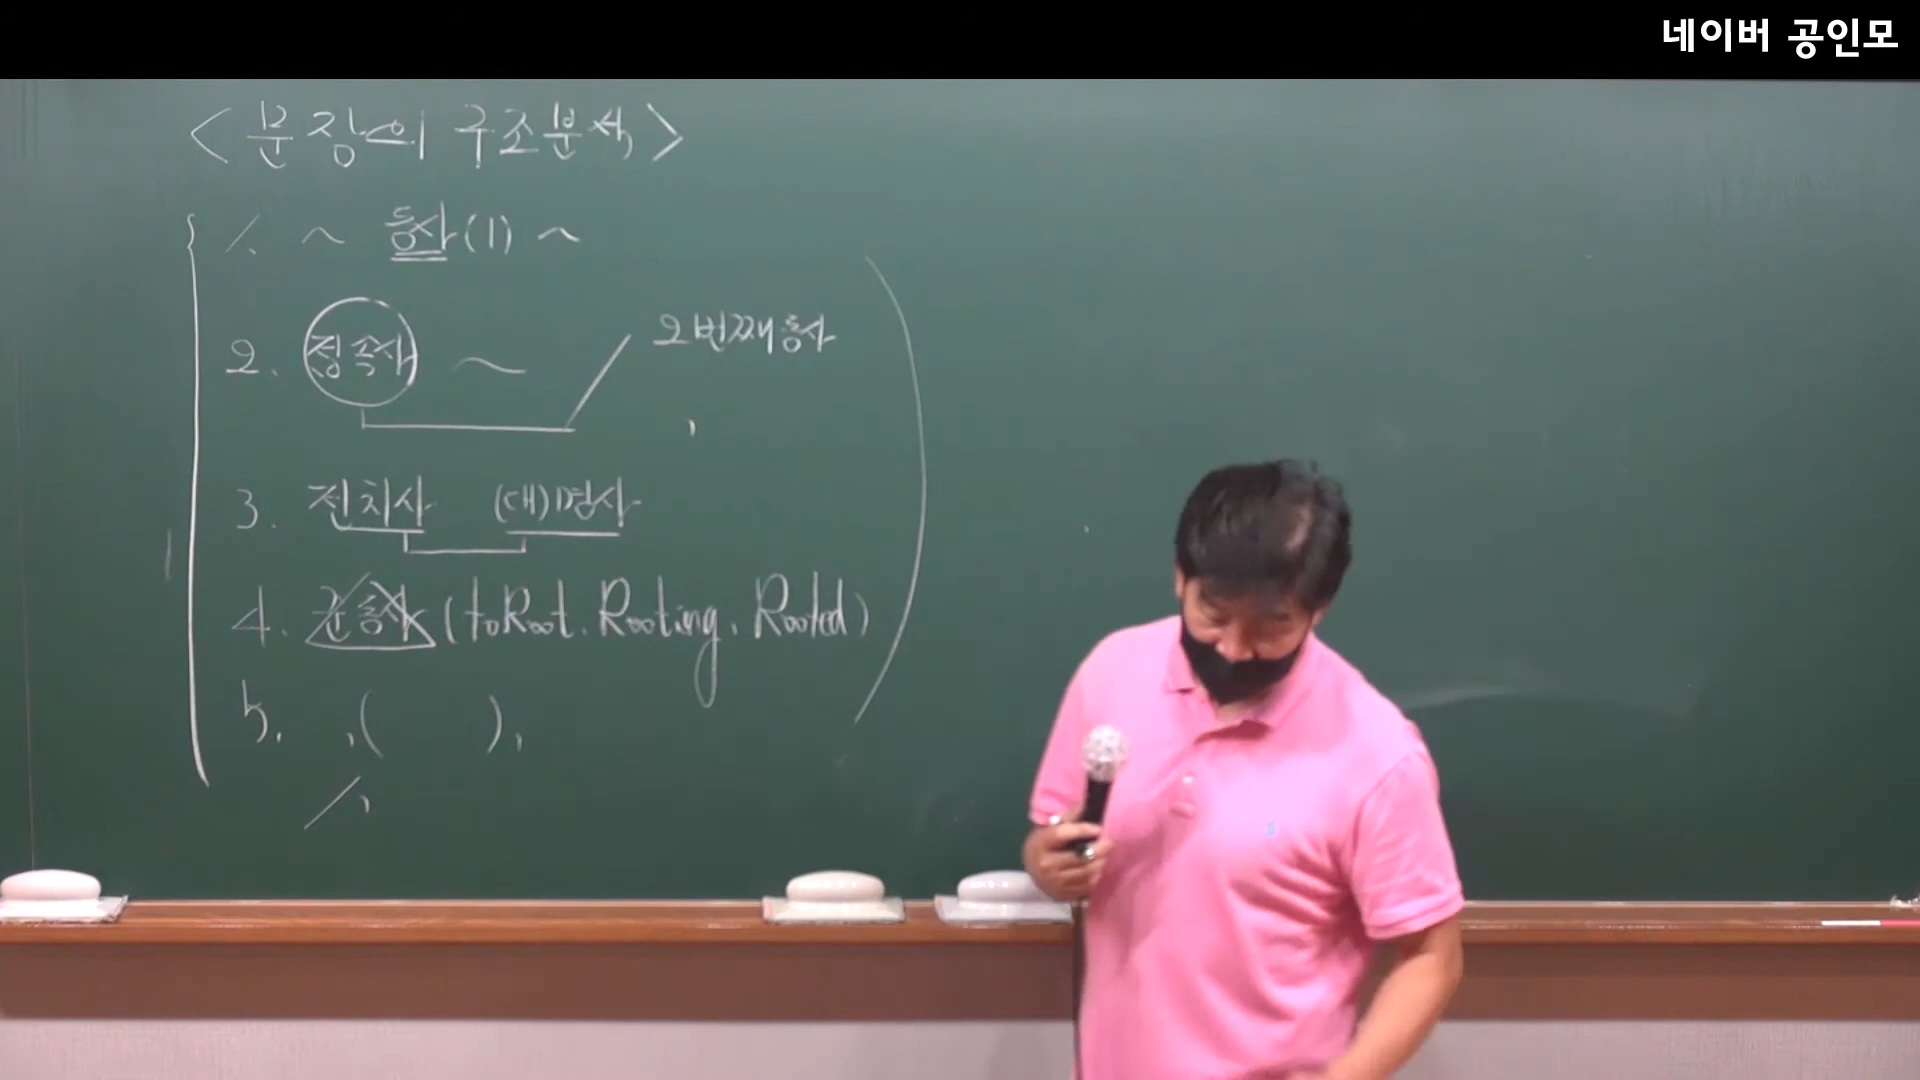 네이버 공인모
<문장의 구조분석>
1. ~ 동사(1) ~
2. 접속사 ~ 2번째 동사
3. 전치사 (대)명사
4. 준동사 (toRoot. Rooting, Rooted)
5. ,( ),
/,